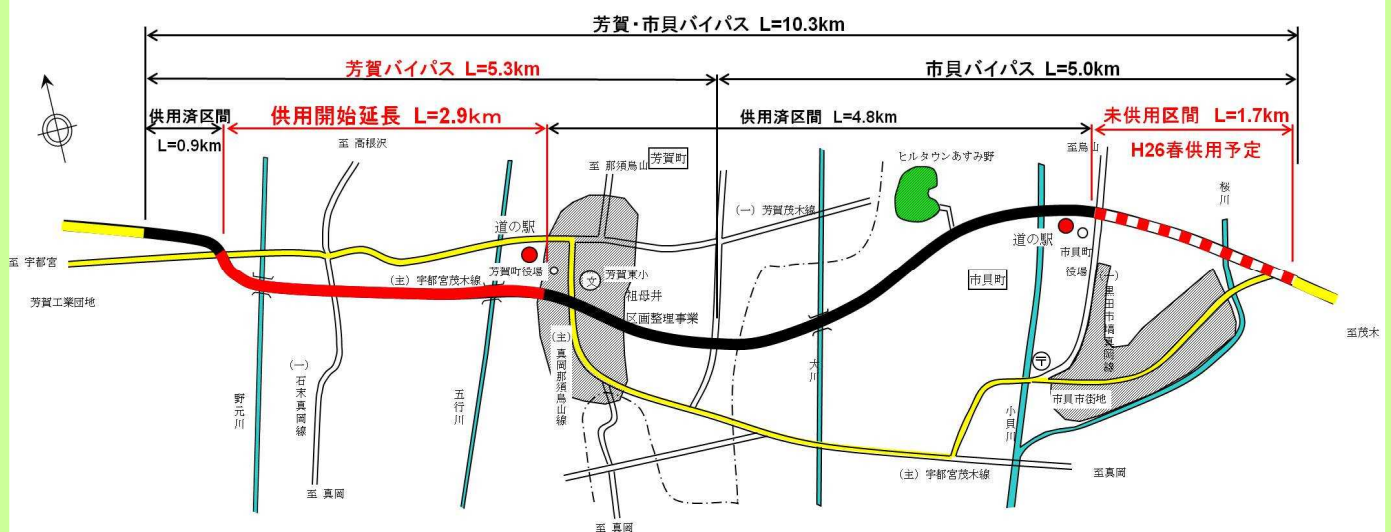 芳賀・市貝バイパス L=10.3km
芳賀バイパス L=5.3km
市貝バイパス L=5.0km
供用済区間
L=0.9km
供用開始延長 L=2.9km
供用済区間 L=4.8km
未供用区間 L=1.7km
H26春供用予定
至 高根沢
至 那須烏山
芳賀町
ヒルタウンあすみ野
至烏山
桜川
(一)芳賀茂木線
道の駅
道の駅
市貝町
役場
至 宇都宮
芳賀工業団地
芳賀町役場
文
芳賀東小
(主)宇都宮茂木線
祖母井
区画整理事業
市貝町
(一)黒田市塙真岡線
至茂木
(一)石末真岡線
野元川
五行川
(主)真岡那須烏山線
大川
〒
市貝市街地
小貝川
(主)宇都宮茂木線
至真岡
至 真岡
至 真岡